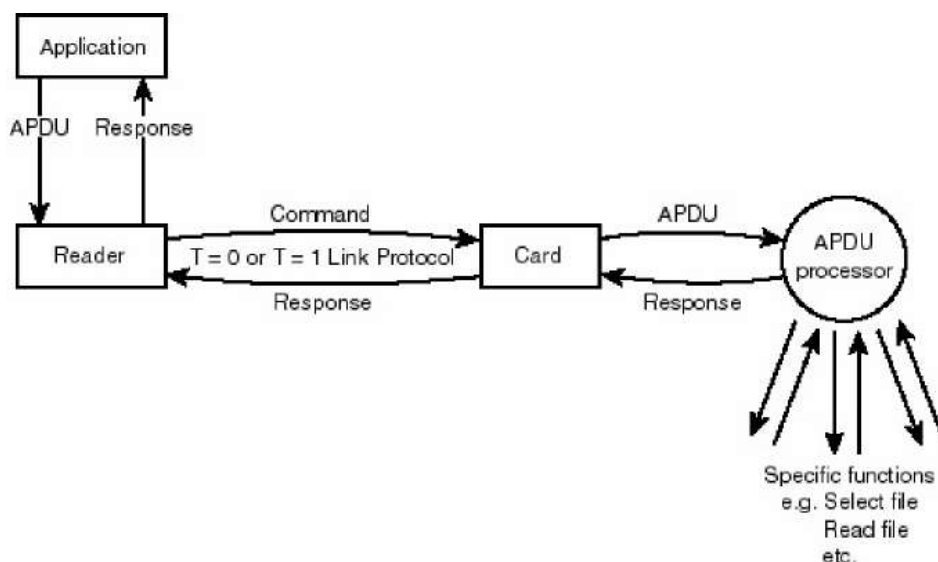 Application
APDU
Response
Command
Reader
T = 0 or T = 1 Link Protocol
Response
Card
APDU
Response
APDU
processor
Specific functions
e.g. Select file
Read file
etc.